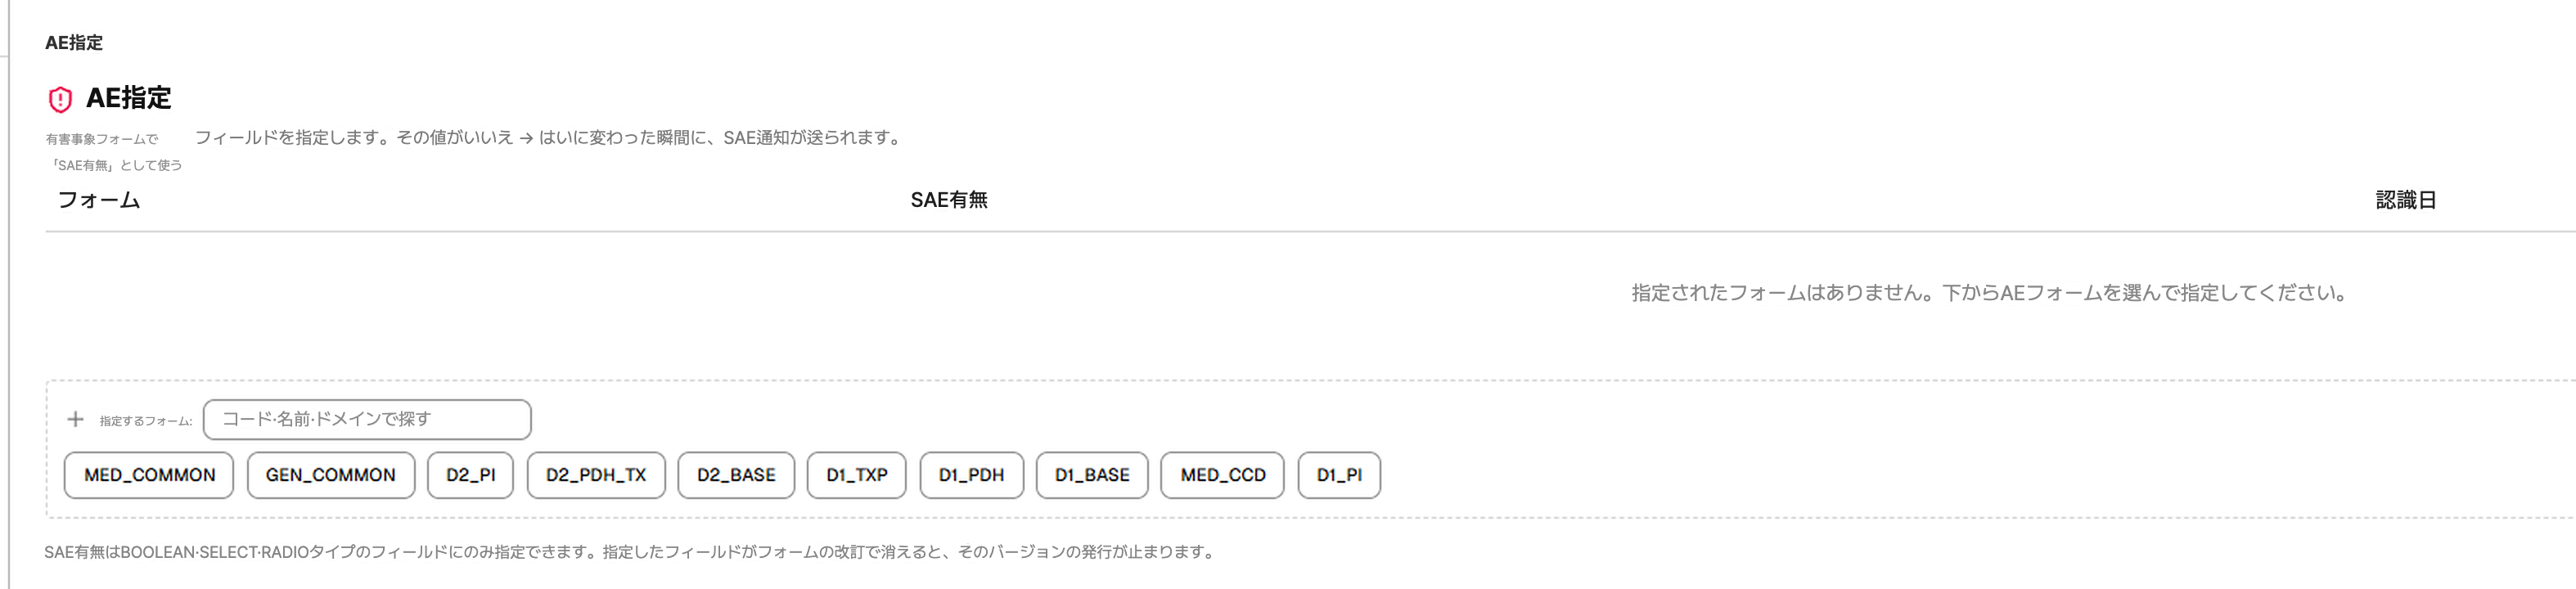 AE指定
AE指定
有害事象フォームで フィールドを指定します。その値がいいえ → はいに変わった瞬間に、SAE通知が送られます。
「SAE有無」として使う
フォーム SAE有無 認識日
指定されたフォームはありません。下からAEフォームを選んで指定してください。
+ 指定するフォーム: コード·名前·ドメインで探す
MED_COMMON GEN_COMMON D2_PI D2_PDH_TX D2_BASE D1_TXP D1_PDH D1_BASE MED_CCD D1_PI
SAE有無はBOOLEAN·SELECT·RADIOタイプのフィールドにのみ指定できます。指定したフィールドがフォームの改訂で消えると、そのバージョンの発行が止まります。